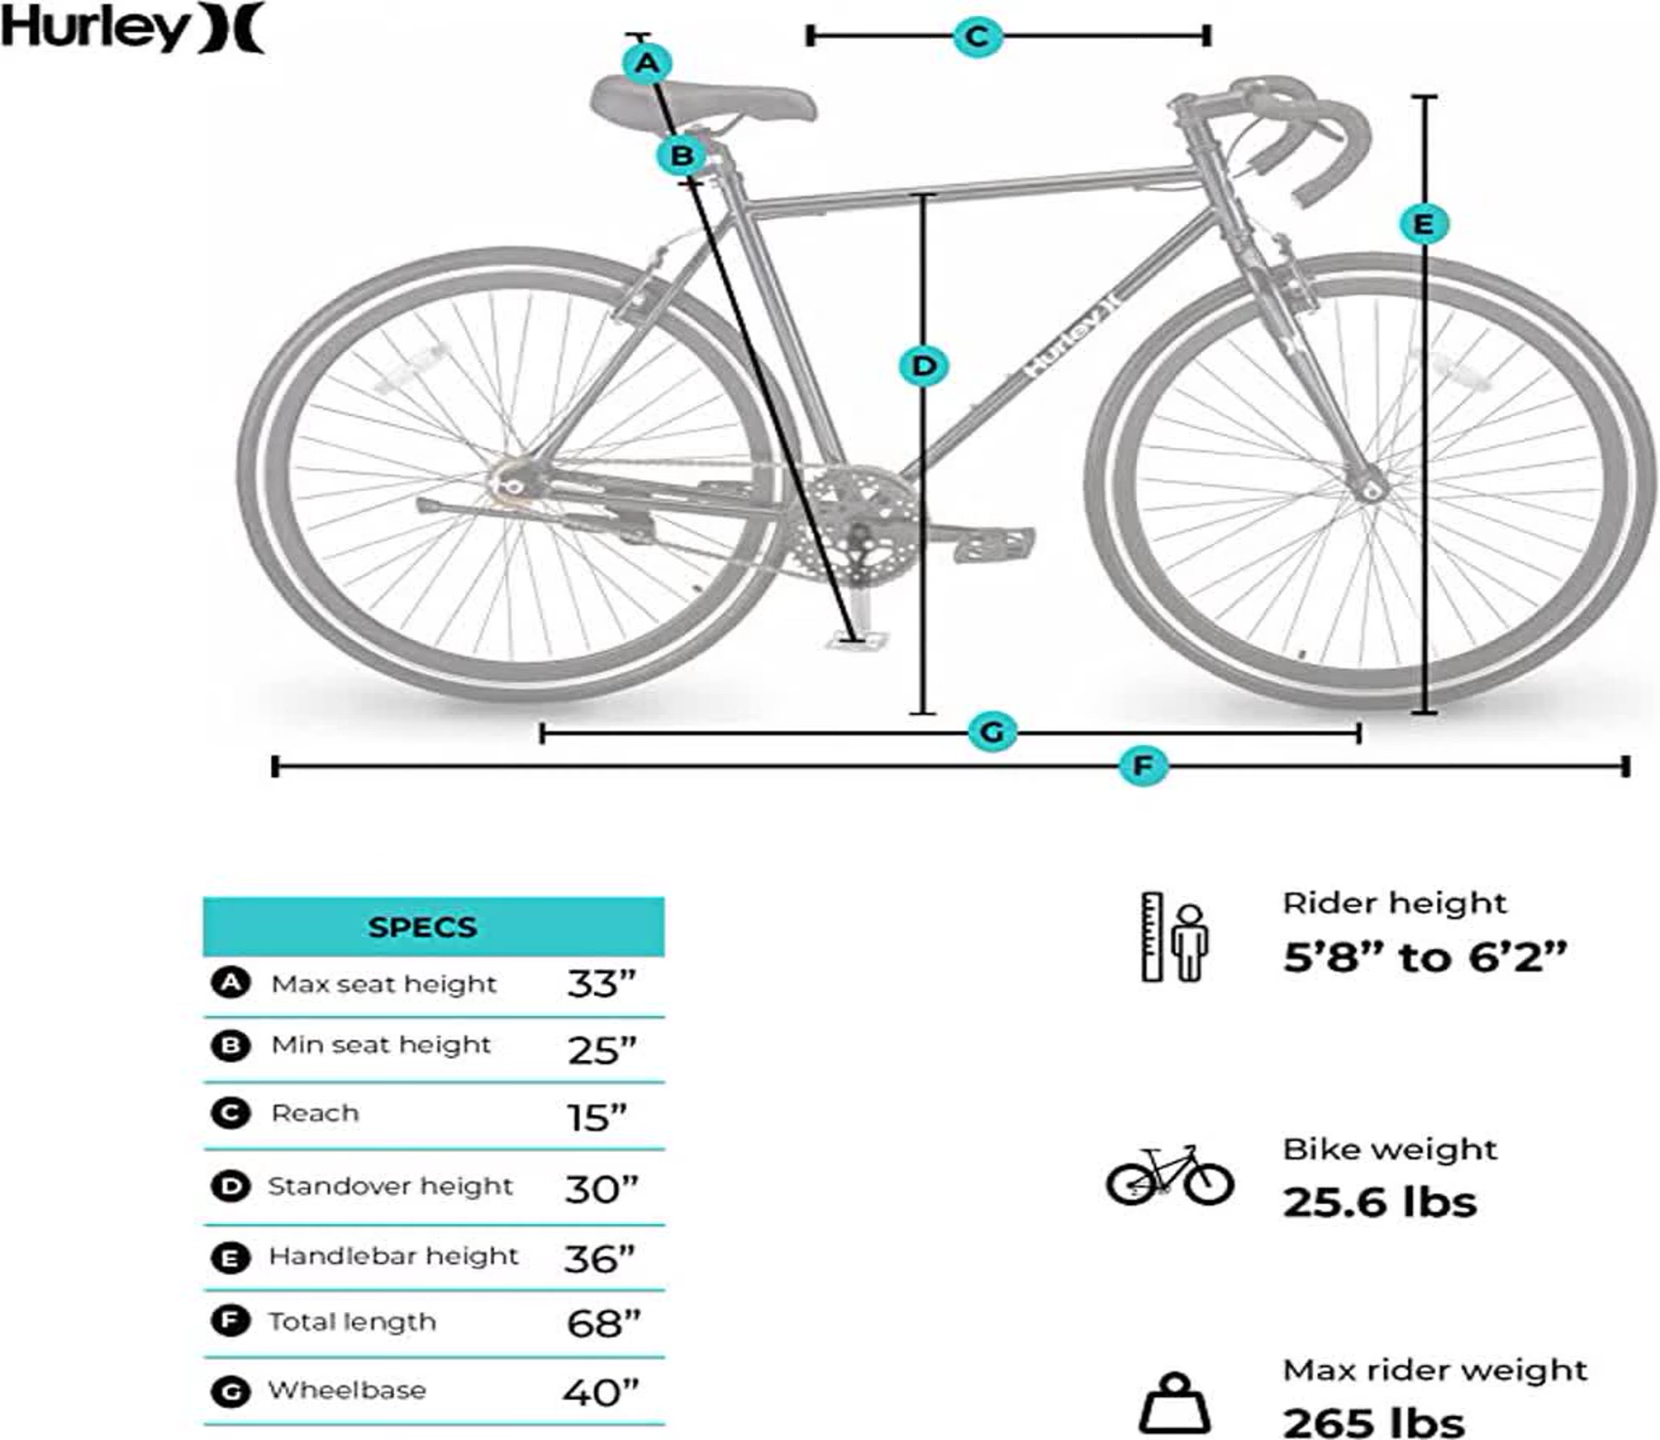 Hurley
A
C
B
E
D
Hurley
G
F
SPECS
A Max seat height 33”
B Min seat height 25”
C Reach 15”
D Standover height 30”
E Handlebar height 36”
F Total length 68”
G Wheelbase 40”
Rider height
5’8” to 6’2”
Bike weight
25.6 lbs
Max rider weight
265 lbs